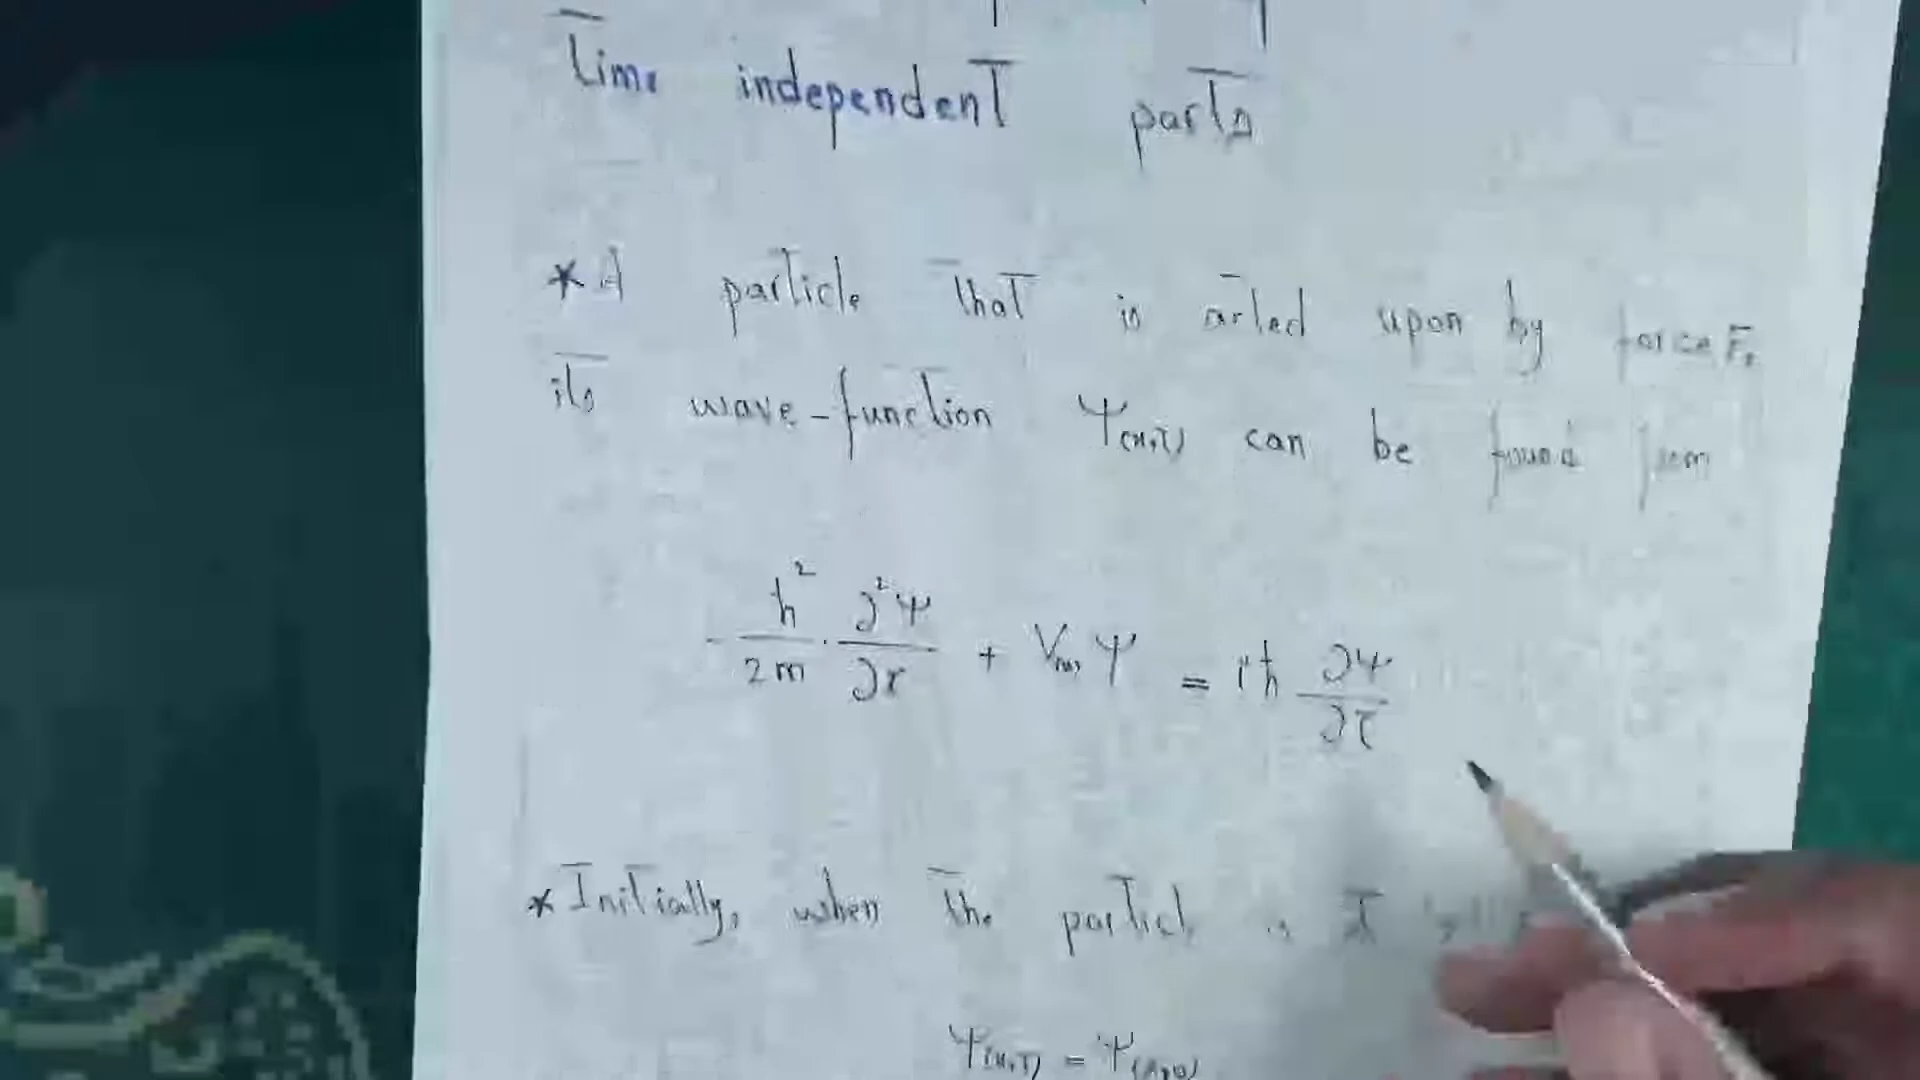 Time independent parts
* A particle that is acted upon by force F,
its wave-function Ψ(x,t) can be found from
- ħ²/2m · ∂²Ψ/∂x + V(x) Ψ = iħ ∂Ψ/∂t
* Initially, when the particle is
Ψ(x,t) = Ψ(x,0)